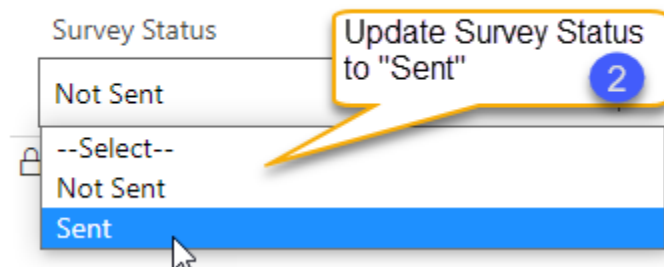 Survey Status
Update Survey Status
to "Sent"
2
Not Sent
--Select--
Not Sent
Sent